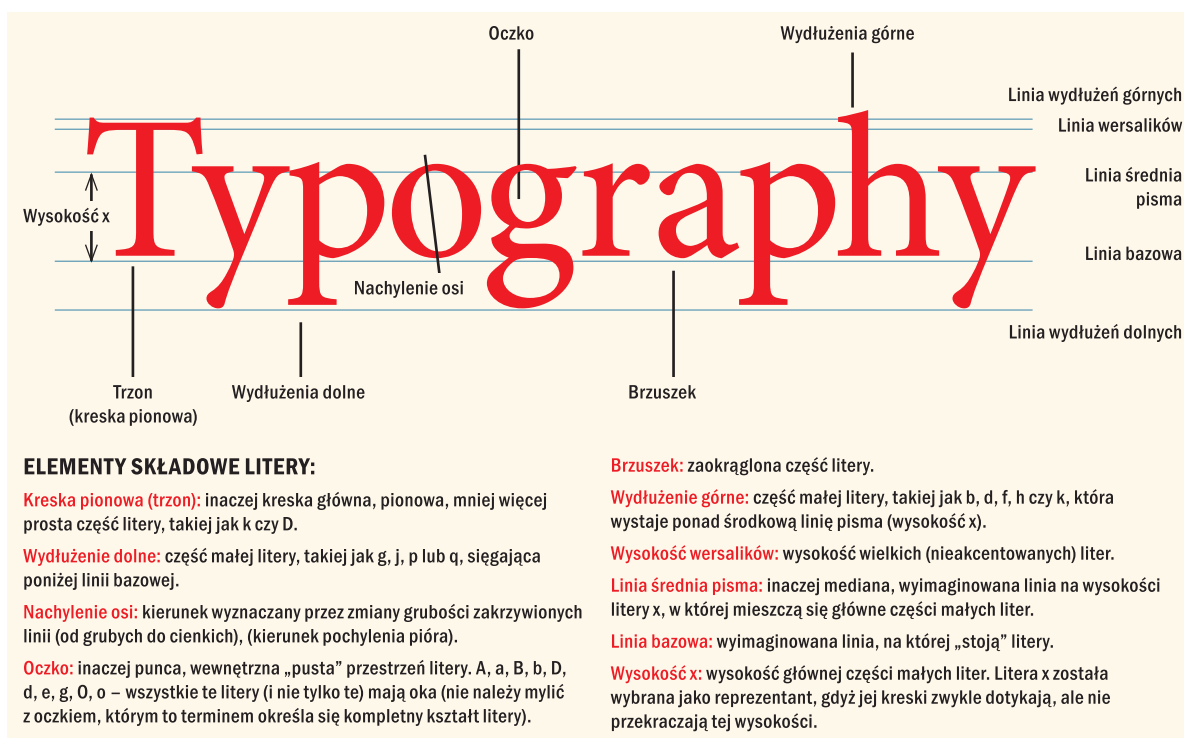 Oczko
Wydłużenia górne
Linia wydłużeń górnych
Linia wersalików
Typography
Linia średnia
pisma
Wysokość x
Linia bazowa
Nachylenie osi
Linia wydłużeń dolnych
Trzon
(kreska pionowa)
Wydłużenia dolne
Brzuszek
ELEMENTY SKŁADOWE LITERY:
Kreska pionowa (trzon): inaczej kreska główna, pionowa, mniej więcej
prosta część litery, takiej jak k czy D.
Wydłużenie dolne: część małej litery, takiej jak g, j, p lub q, sięgająca
poniżej linii bazowej.
Nachylenie osi: kierunek wyznaczany przez zmiany grubości zakrzywionych
linii (od grubych do cienkich), (kierunek pochylenia pióra).
Oczko: inaczej punca, wewnętrzna „pusta” przestrzeń litery. A, a, B, b, D,
d, e, g, O, o – wszystkie te litery (i nie tylko te) mają oka (nie należy mylić
z oczkiem, którym to terminem określa się kompletny kształt litery).
Brzuszek: zaokrąglona część litery.
Wydłużenie górne: część małej litery, takiej jak b, d, f, h czy k, która
wystaje ponad środkową linię pisma (wysokość x).
Wysokość wersalików: wysokość wielkich (nieakcentowanych) liter.
Linia średnia pisma: inaczej mediana, wyimaginowana linia na wysokości
litery x, w której mieszczą się główne części małych liter.
Linia bazowa: wyimaginowana linia, na której „stoją” litery.
Wysokość x: wysokość głównej części małych liter. Litera x została
wybrana jako reprezentant, gdyż jej kreski zwykle dotykają, ale nie
przekraczają tej wysokości.